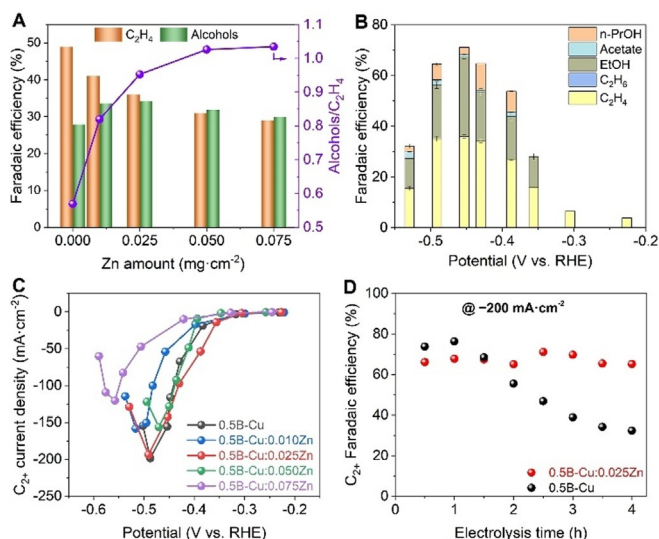 A
C₂H₄
Alcohols
Faradaic efficiency (%)
50
40
30
20
10
0
1.1
1.0
0.9
0.8
0.7
0.6
0.5
Alcohols/C₂H₄
0.000
0.025
0.050
0.075
Zn amount (mg·cm⁻²)
B
n-PrOH
Acetate
EtOH
C₂H₆
C₂H₄
Faradaic efficiency (%)
80
60
40
20
0
-0.5
-0.4
-0.3
-0.2
Potential (V vs. RHE)
C
C₂₊ current density (mA·cm⁻²)
0
-50
-100
-150
-200
-250
0.5B-Cu
0.5B-Cu:0.010Zn
0.5B-Cu:0.025Zn
0.5B-Cu:0.050Zn
0.5B-Cu:0.075Zn
-0.6
-0.5
-0.4
-0.3
-0.2
Potential (V vs. RHE)
D
@ −200 mA·cm⁻²
C₂₊ Faradaic efficiency (%)
100
80
60
40
20
0
0.5B-Cu:0.025Zn
0.5B-Cu
0
1
2
3
4
Electrolysis time (h)